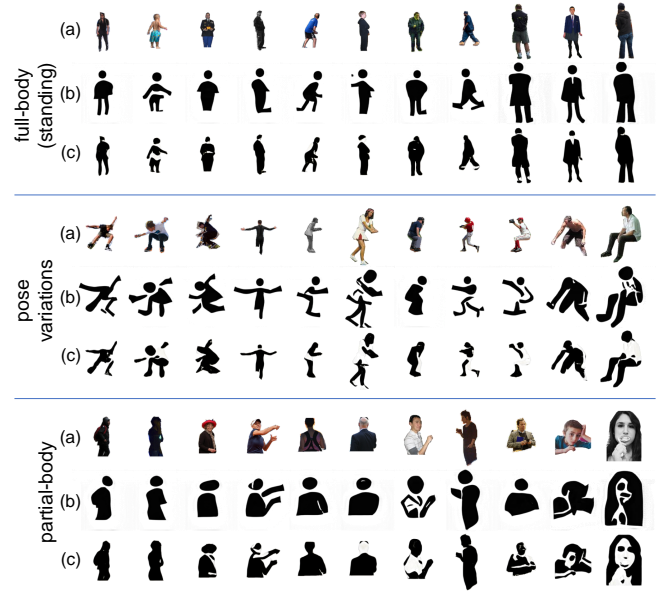 full-body
(standing)
(a)
(b)
(c)
pose
variations
(a)
(b)
(c)
partial-body
(a)
(b)
(c)